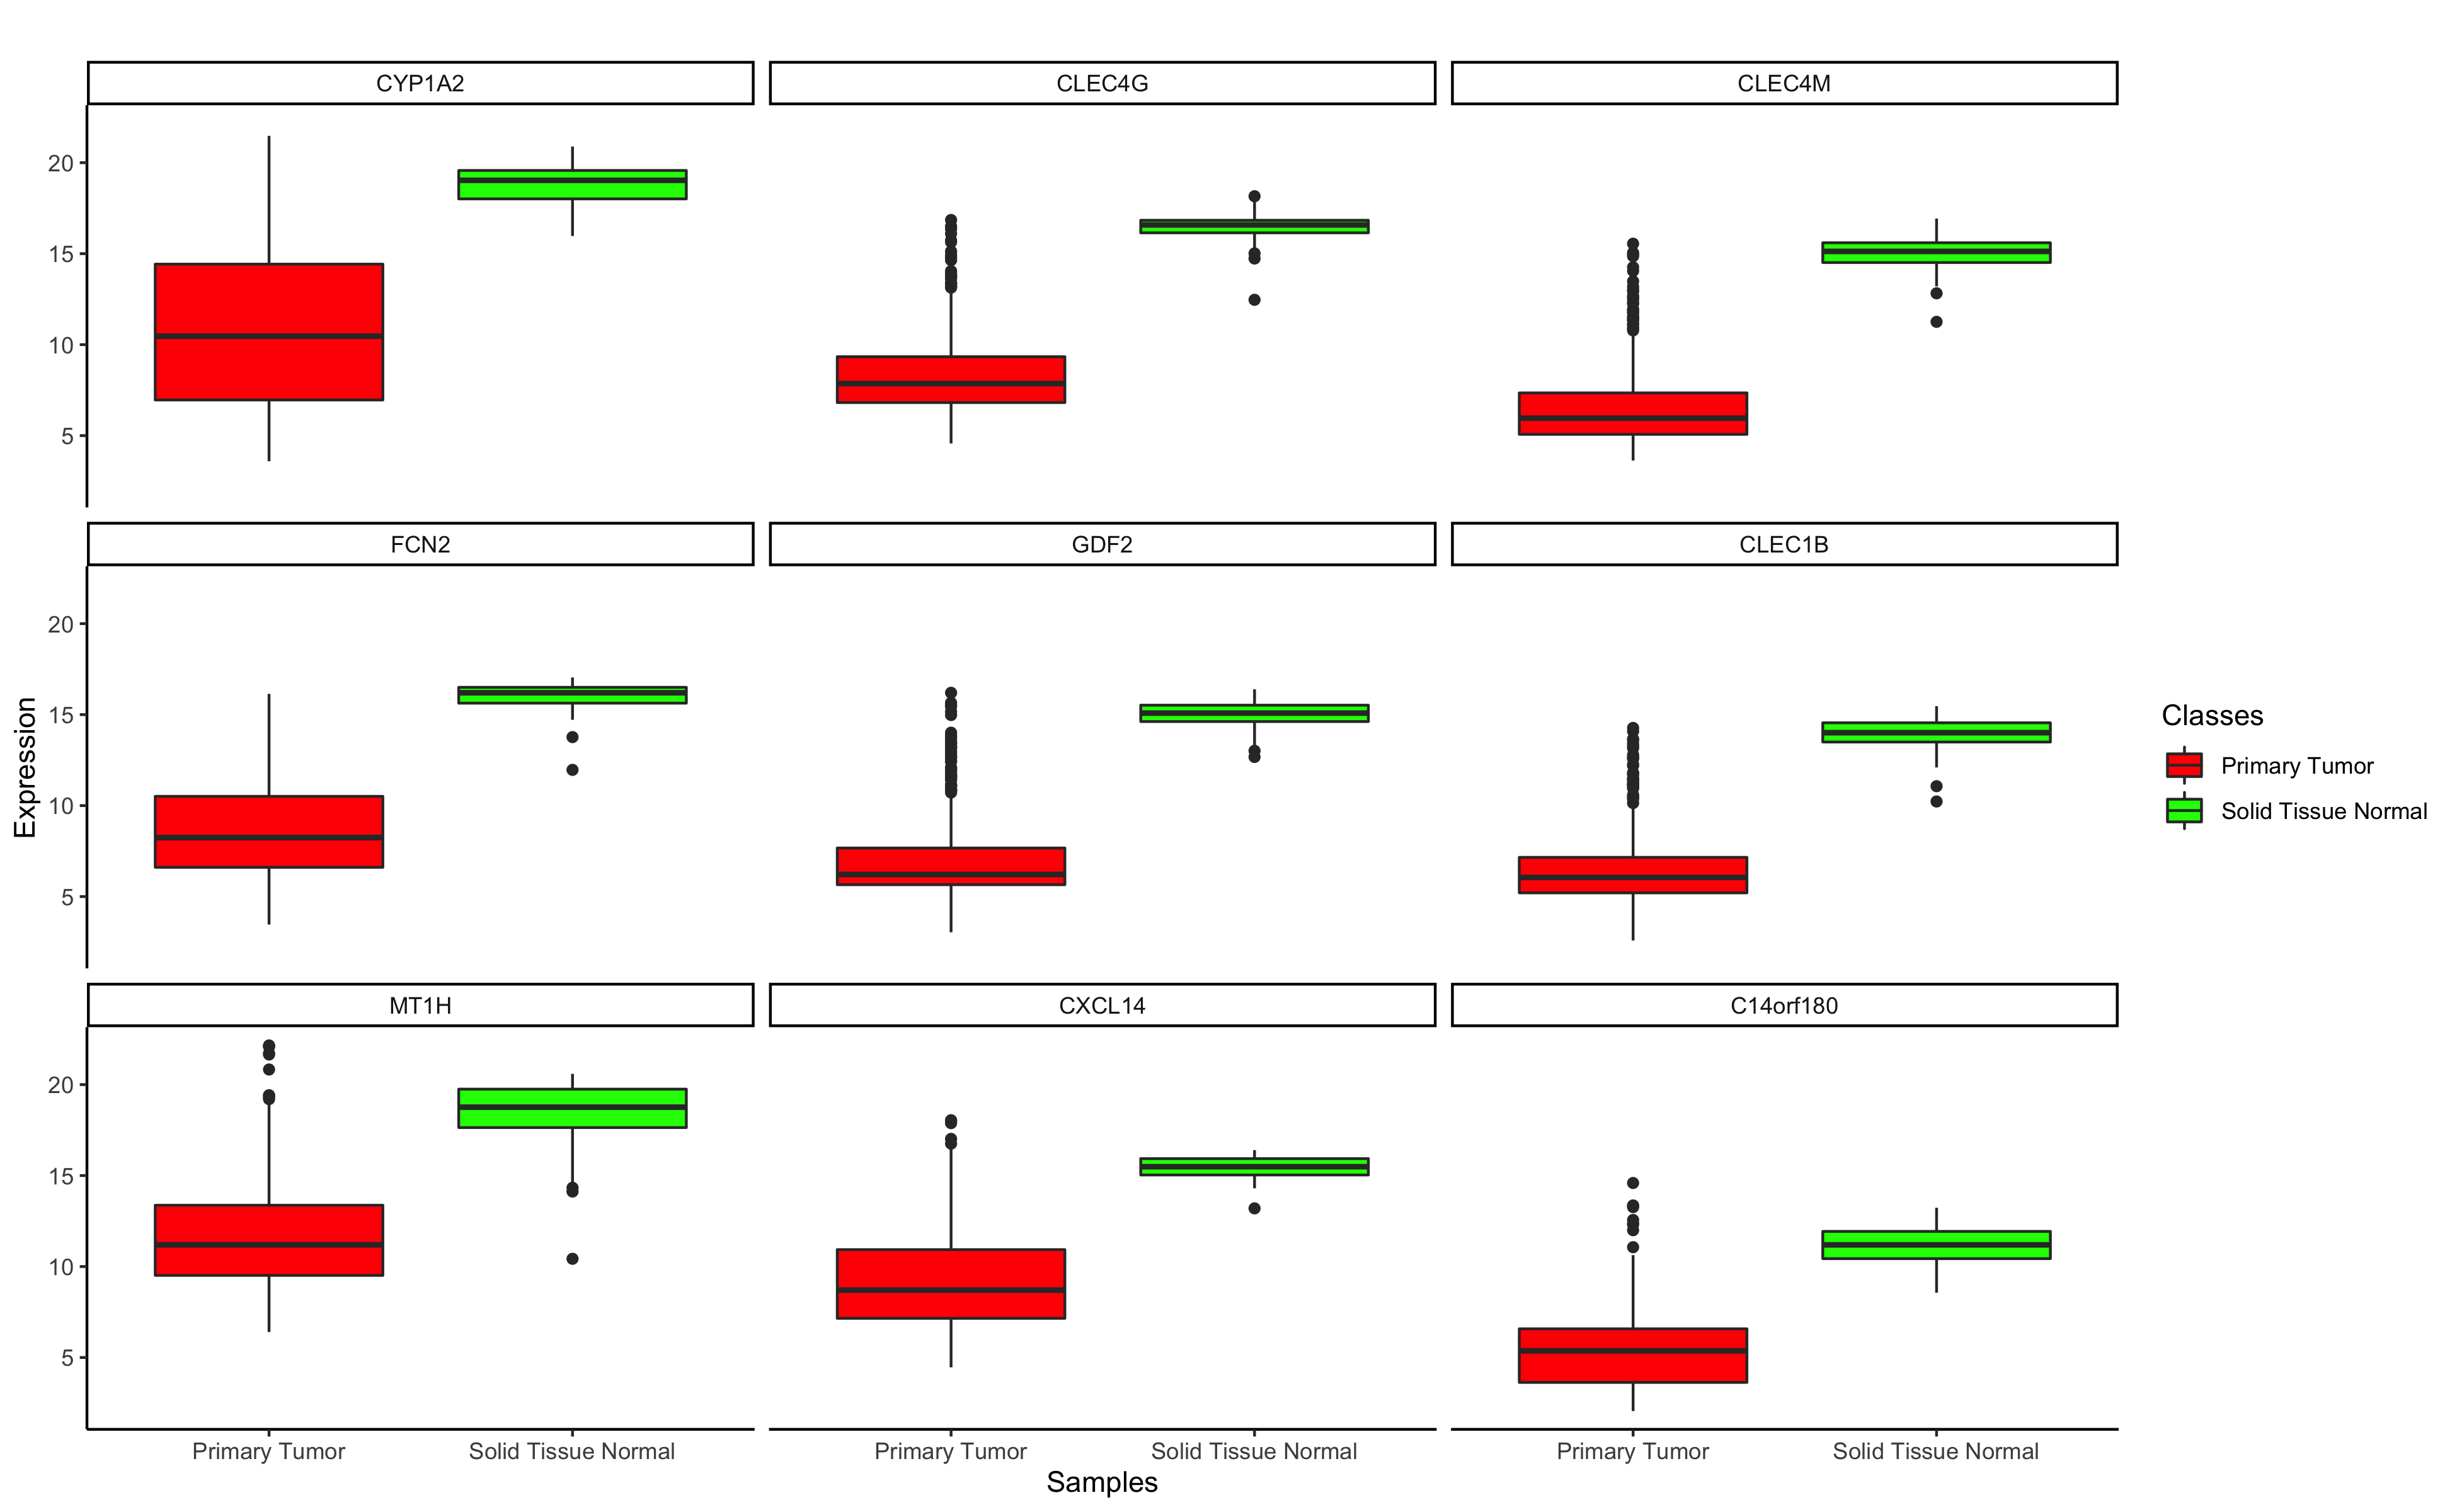 CYP1A2
CLEC4G
CLEC4M
20
15
10
5
FCN2
GDF2
CLEC1B
20
15
10
5
Expression
Classes
Primary Tumor
Solid Tissue Normal
MT1H
CXCL14
C14orf180
20
15
10
5
Primary Tumor
Solid Tissue Normal
Primary Tumor
Solid Tissue Normal
Primary Tumor
Solid Tissue Normal
Samples